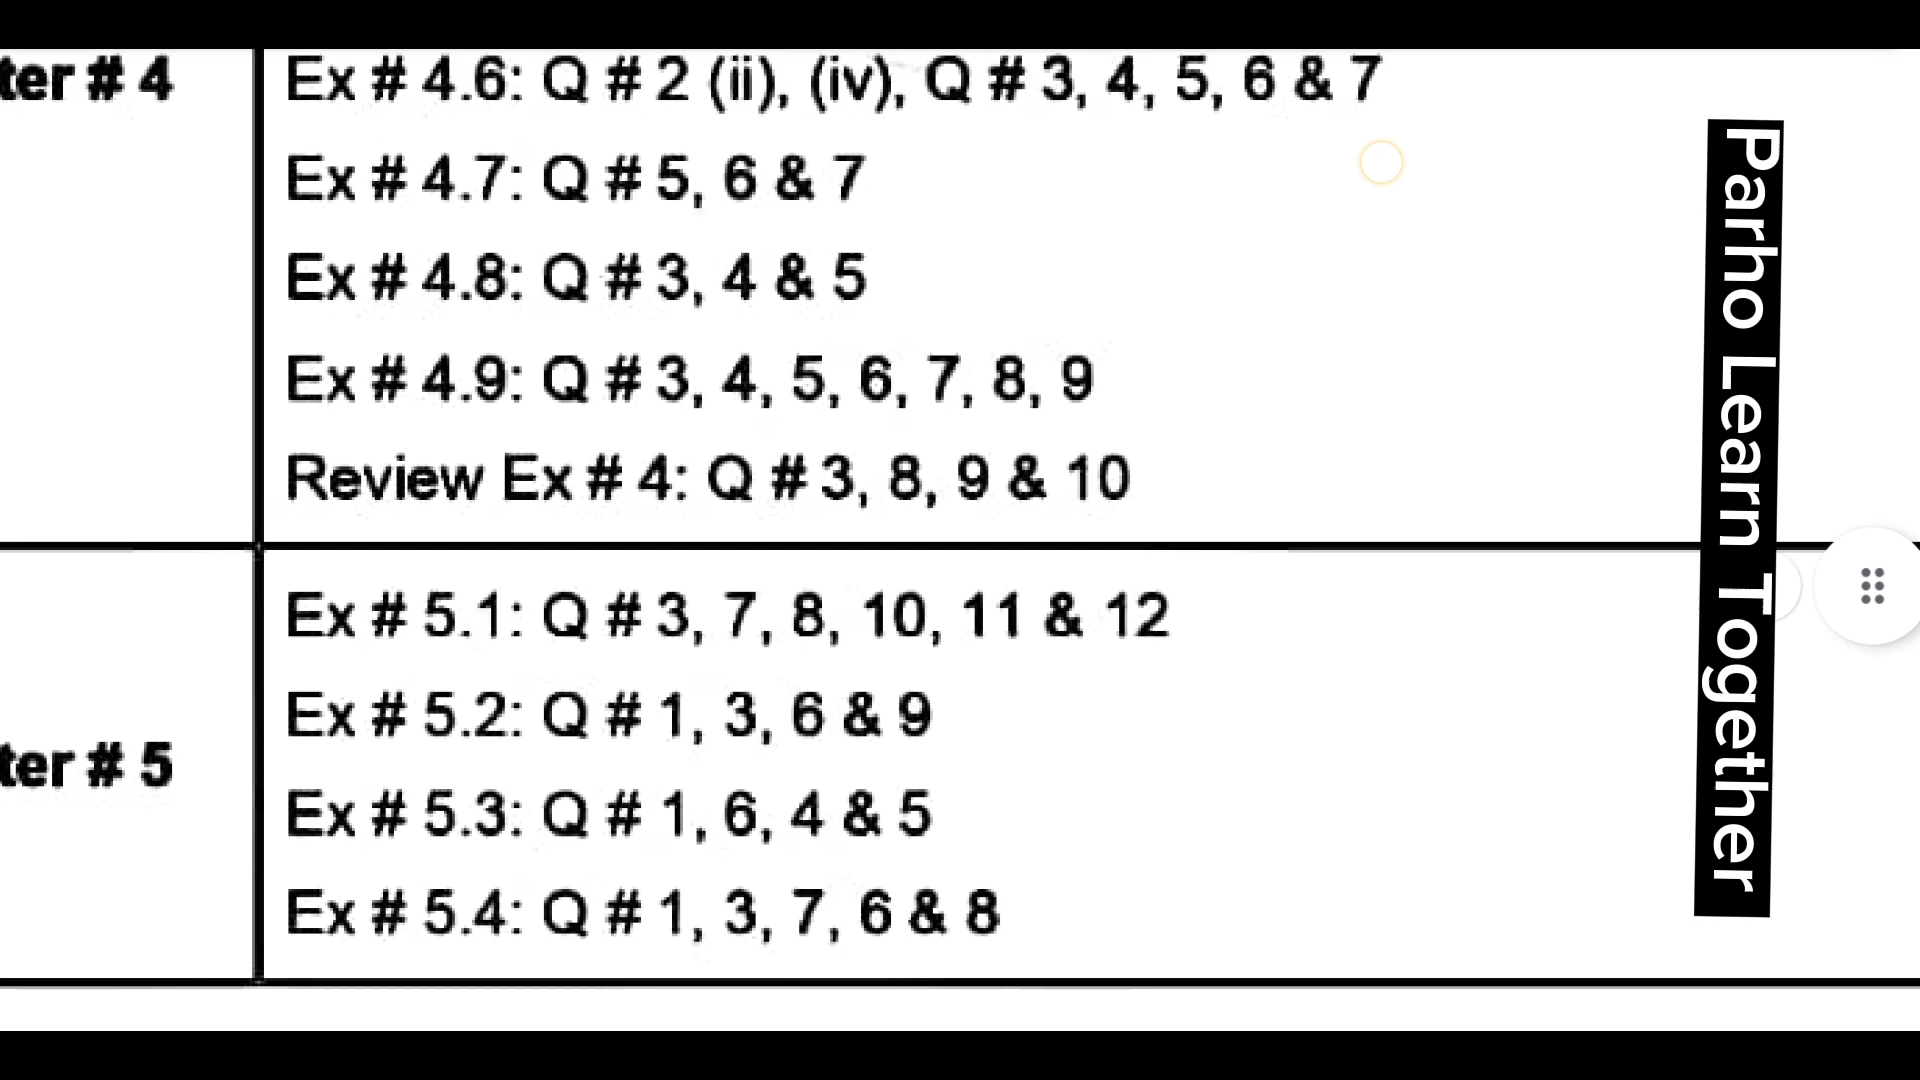 ter # 4
Ex # 4.6: Q # 2 (ii), (iv), Q # 3, 4, 5, 6 & 7
Ex # 4.7: Q # 5, 6 & 7
Ex # 4.8: Q # 3, 4 & 5
Ex # 4.9: Q # 3, 4, 5, 6, 7, 8, 9
Review Ex # 4: Q # 3, 8, 9 & 10
ter # 5
Ex # 5.1: Q # 3, 7, 8, 10, 11 & 12
Ex # 5.2: Q # 1, 3, 6 & 9
Ex # 5.3: Q # 1, 6, 4 & 5
Ex # 5.4: Q # 1, 3, 7, 6 & 8
Parho Learn Together